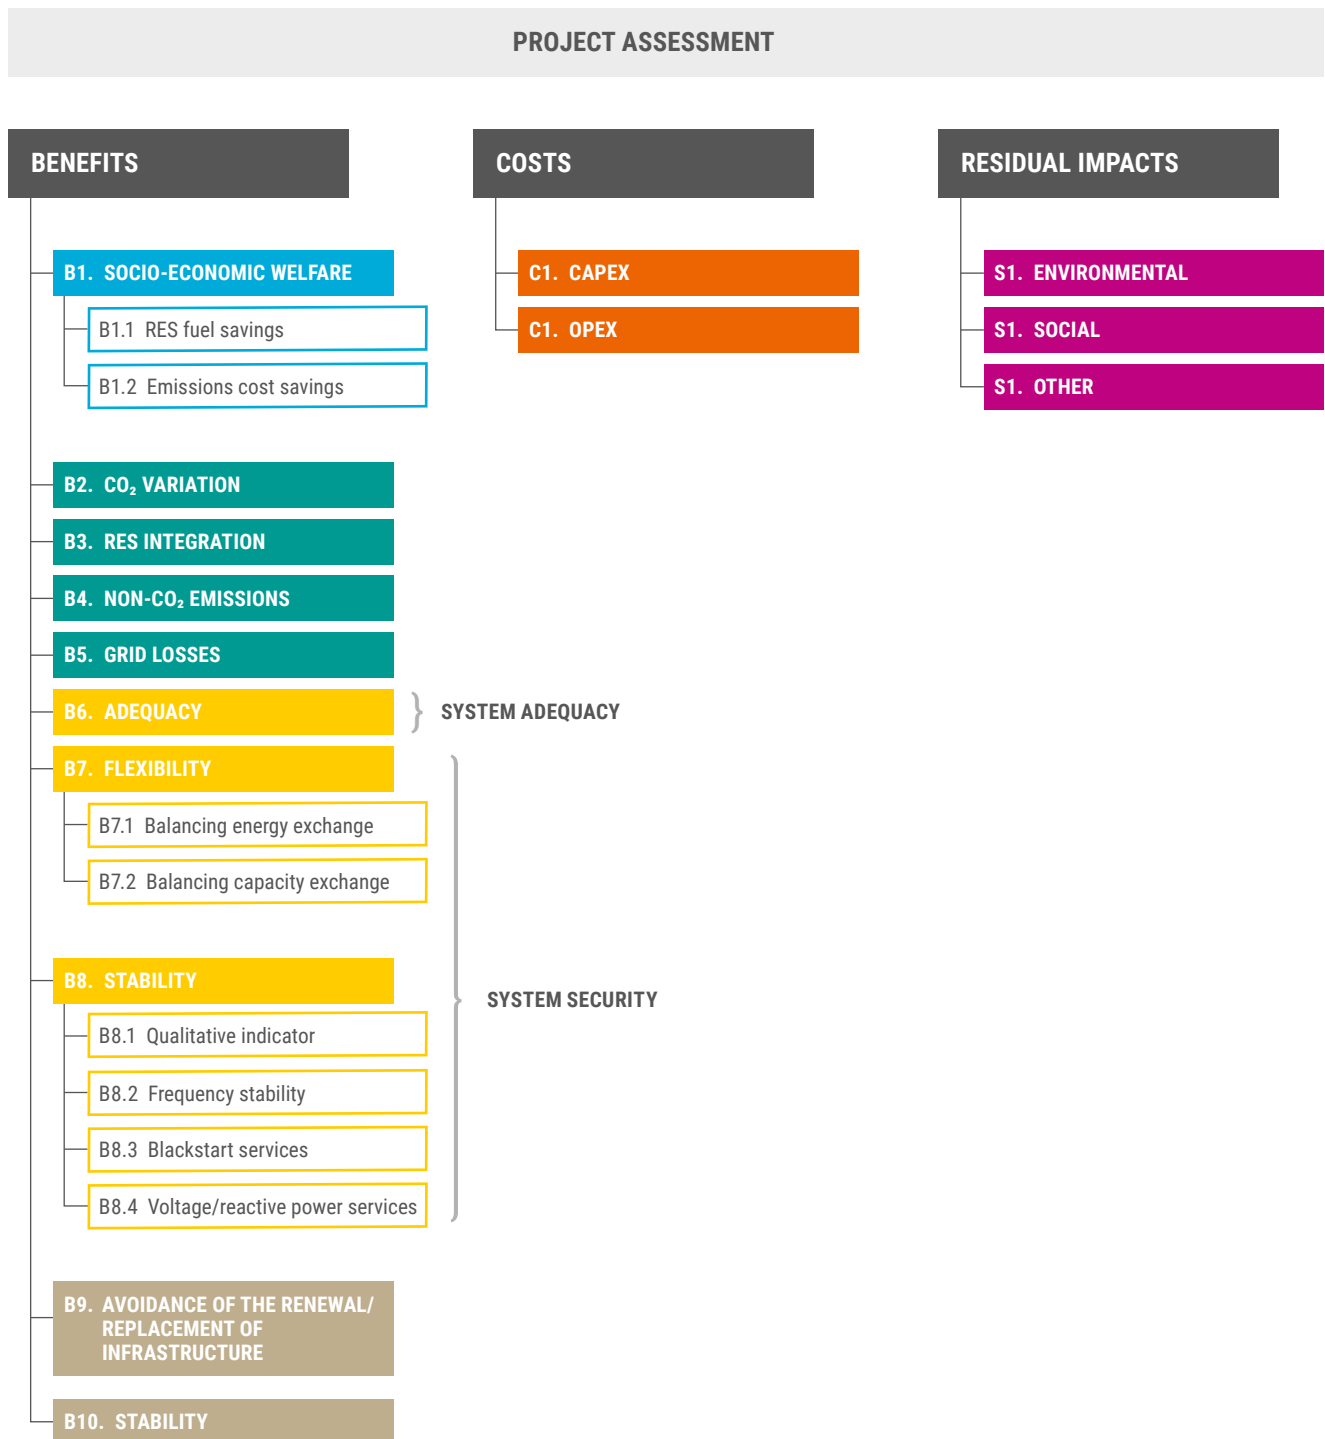 PROJECT ASSESSMENT
BENEFITS
B1. SOCIO-ECONOMIC WELFARE
B1.1 RES fuel savings
B1.2 Emissions cost savings
B2. CO₂ VARIATION
B3. RES INTEGRATION
B4. NON-CO₂ EMISSIONS
B5. GRID LOSSES
B6. ADEQUACY
SYSTEM ADEQUACY
B7. FLEXIBILITY
B7.1 Balancing energy exchange
B7.2 Balancing capacity exchange
B8. STABILITY
B8.1 Qualitative indicator
B8.2 Frequency stability
B8.3 Blackstart services
B8.4 Voltage/reactive power services
SYSTEM SECURITY
B9. AVOIDANCE OF THE RENEWAL/
REPLACEMENT OF
INFRASTRUCTURE
B10. STABILITY
COSTS
C1. CAPEX
C1. OPEX
RESIDUAL IMPACTS
S1. ENVIRONMENTAL
S1. SOCIAL
S1. OTHER